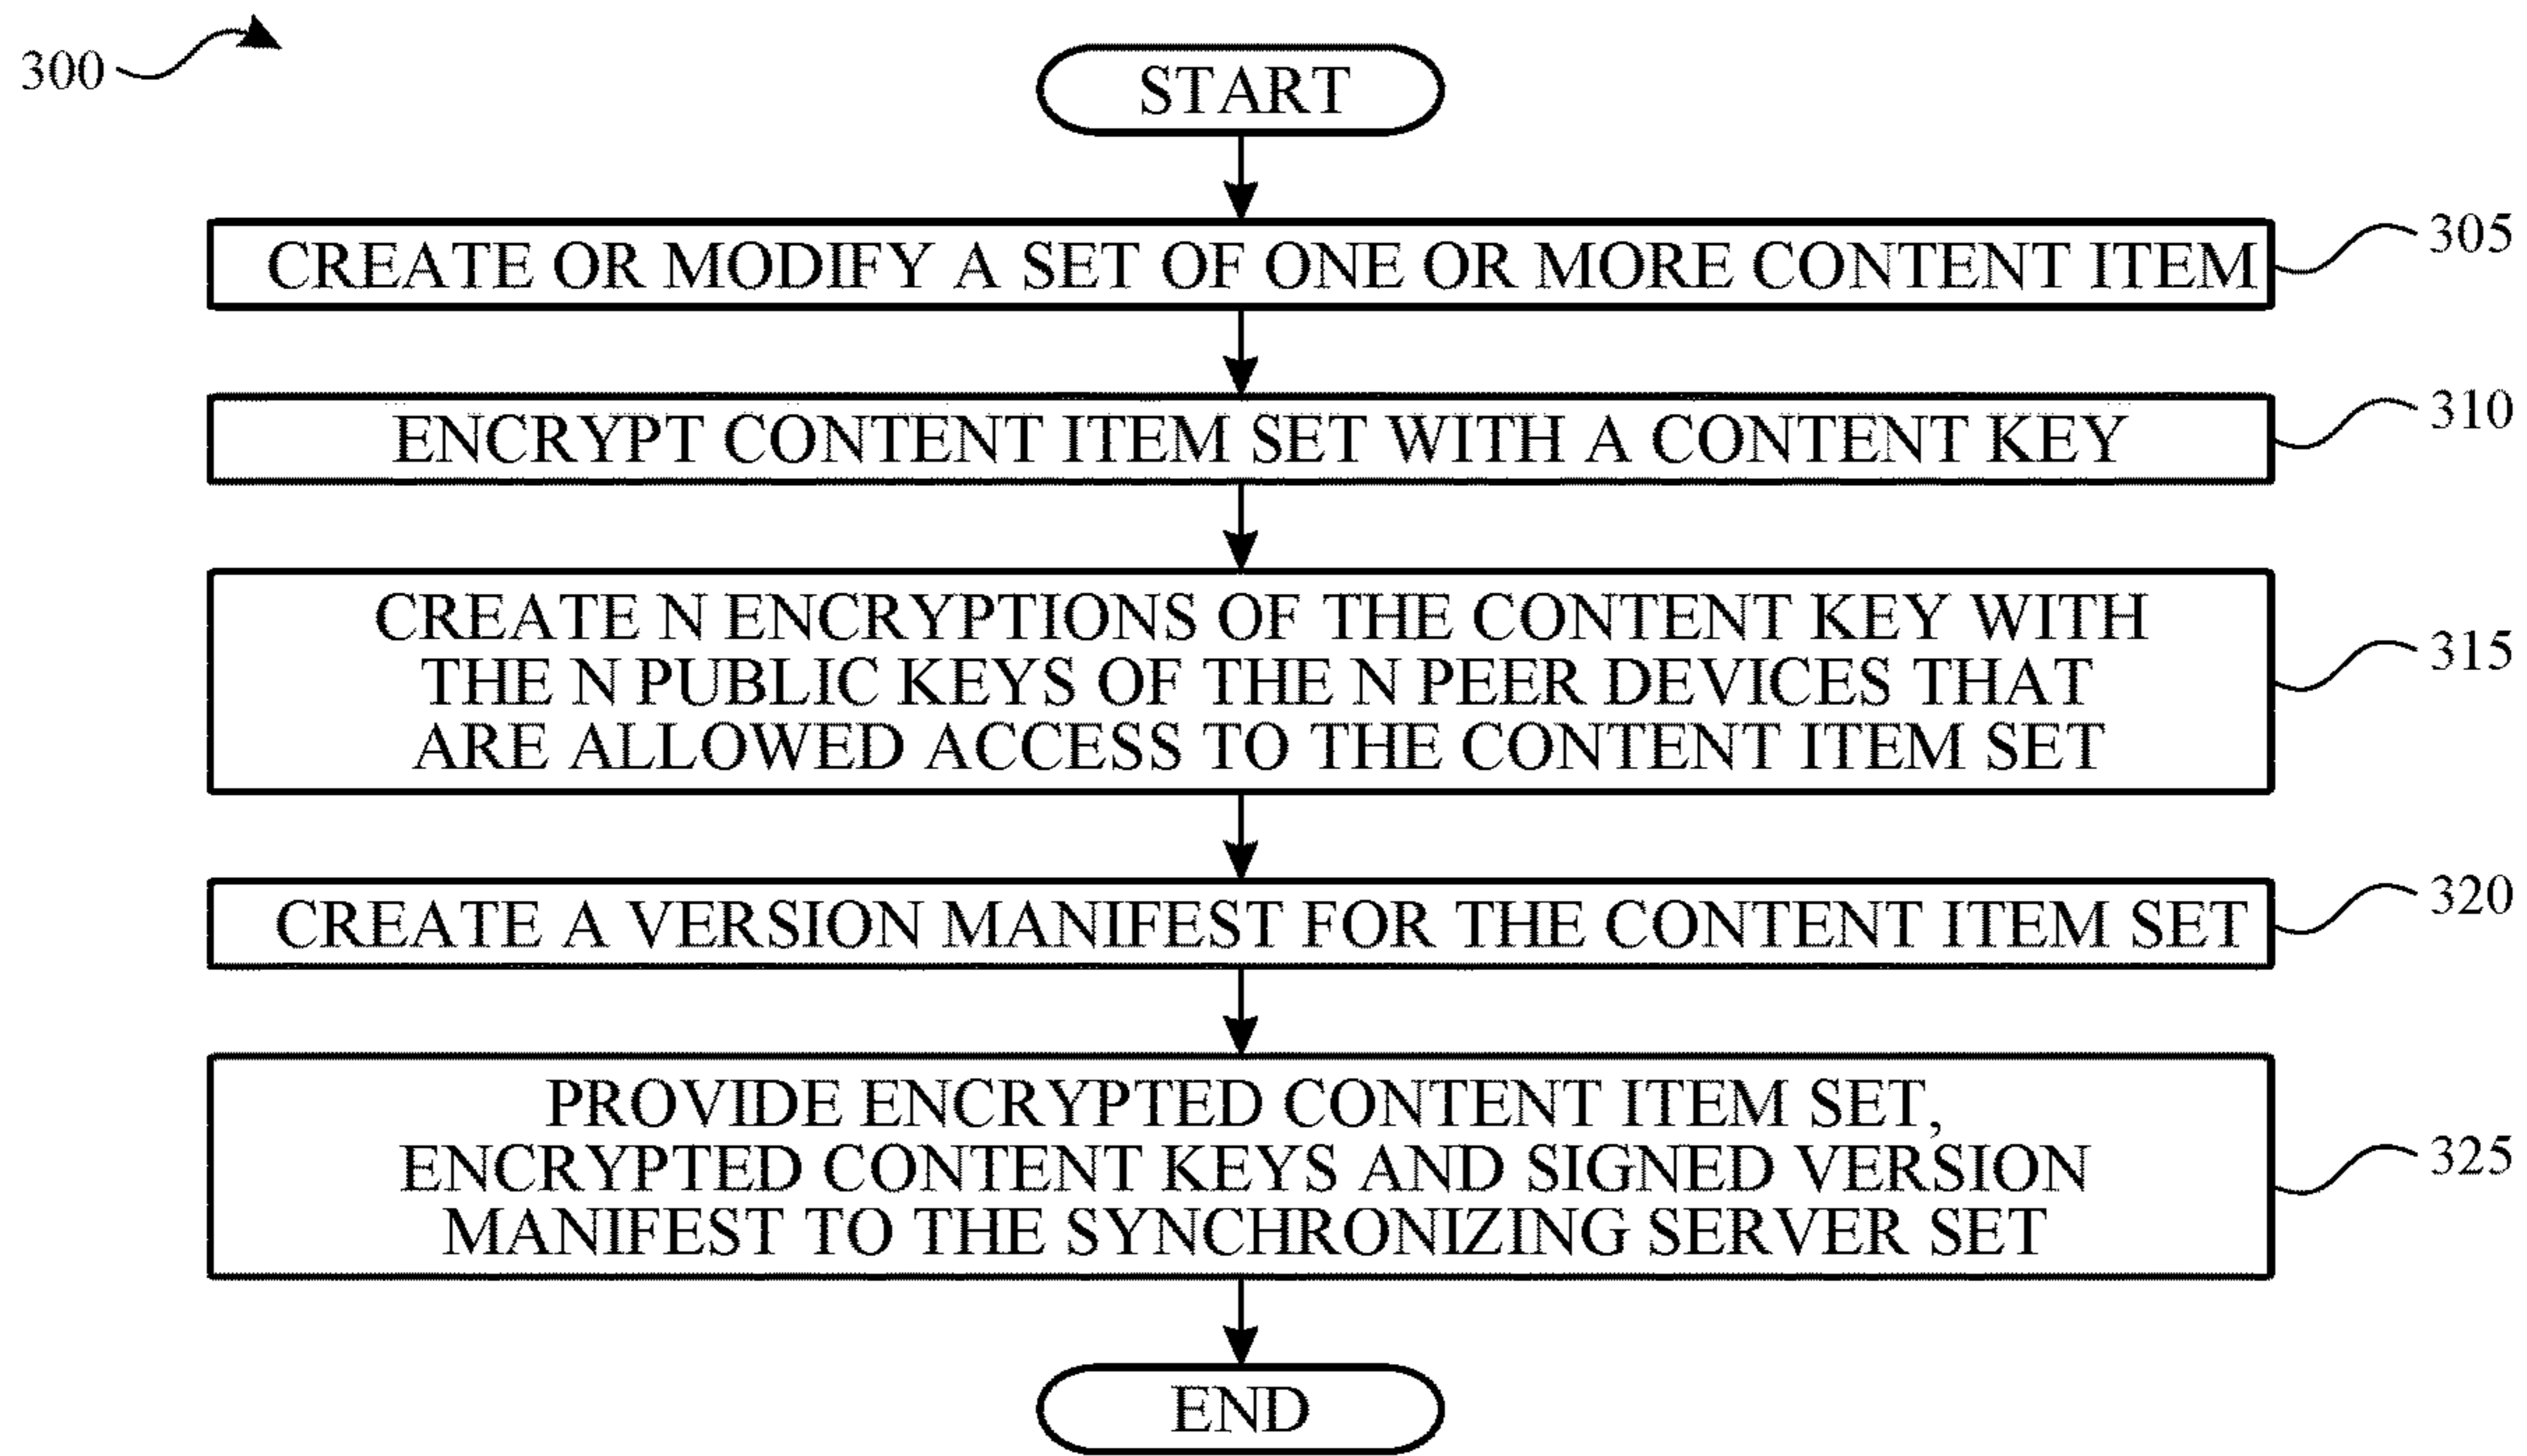 300
START
CREATE OR MODIFY A SET OF ONE OR MORE CONTENT ITEM
305
ENCRYPT CONTENT ITEM SET WITH A CONTENT KEY
310
CREATE N ENCRYPTIONS OF THE CONTENT KEY WITH
THE N PUBLIC KEYS OF THE N PEER DEVICES THAT
ARE ALLOWED ACCESS TO THE CONTENT ITEM SET
315
CREATE A VERSION MANIFEST FOR THE CONTENT ITEM SET
320
PROVIDE ENCRYPTED CONTENT ITEM SET,
ENCRYPTED CONTENT KEYS AND SIGNED VERSION
MANIFEST TO THE SYNCHRONIZING SERVER SET
325
END